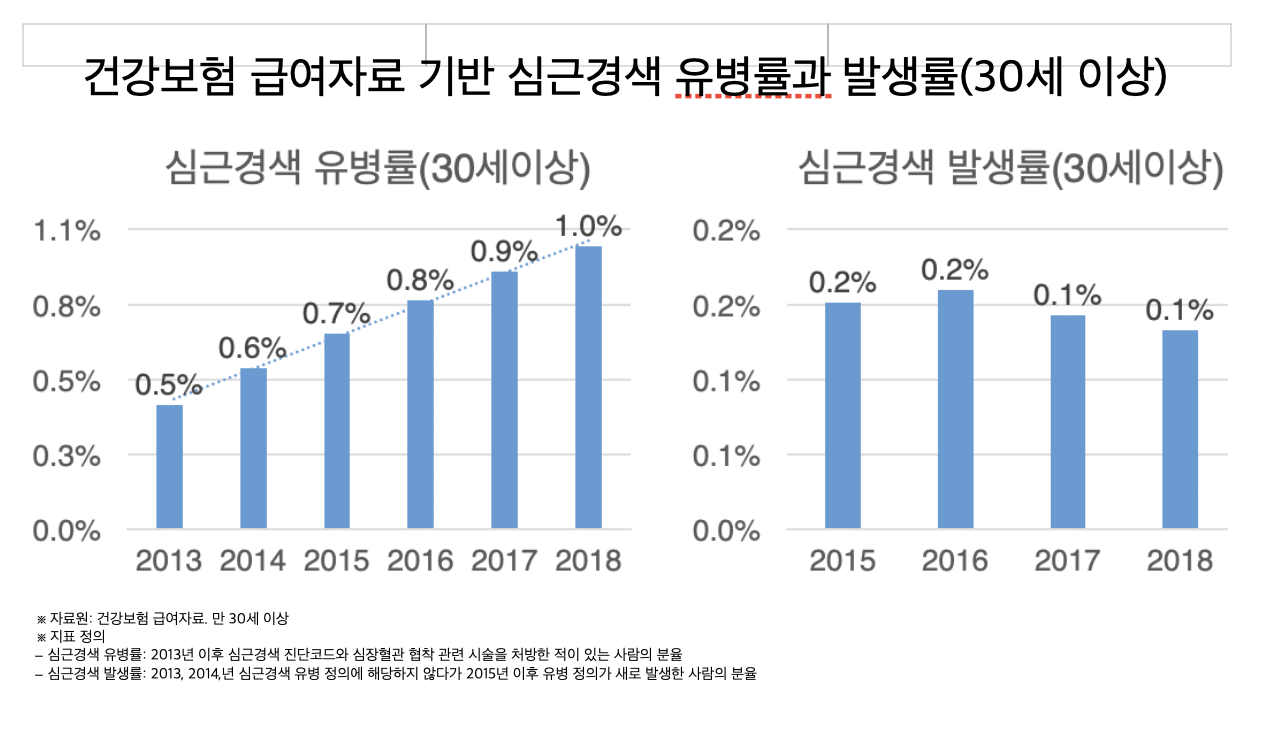 건강보험 급여자료 기반 심근경색 유병률과 발생률(30세 이상)
심근경색 유병률(30세이상)
1.1%
0.8%
0.5%
0.3%
0.0%
0.5%
0.6%
0.7%
0.8%
0.9%
1.0%
2013 2014 2015 2016 2017 2018
심근경색 발생률(30세이상)
0.2%
0.2%
0.1%
0.1%
0.0%
0.2%
0.2%
0.1%
0.1%
2015 2016 2017 2018
※ 자료원: 건강보험 급여자료. 만 30세 이상
※ 지표 정의
– 심근경색 유병률: 2013년 이후 심근경색 진단코드와 심장혈관 협착 관련 시술을 처방한 적이 있는 사람의 분율
– 심근경색 발생률: 2013, 2014,년 심근경색 유병 정의에 해당하지 않다가 2015년 이후 유병 정의가 새로 발생한 사람의 분율